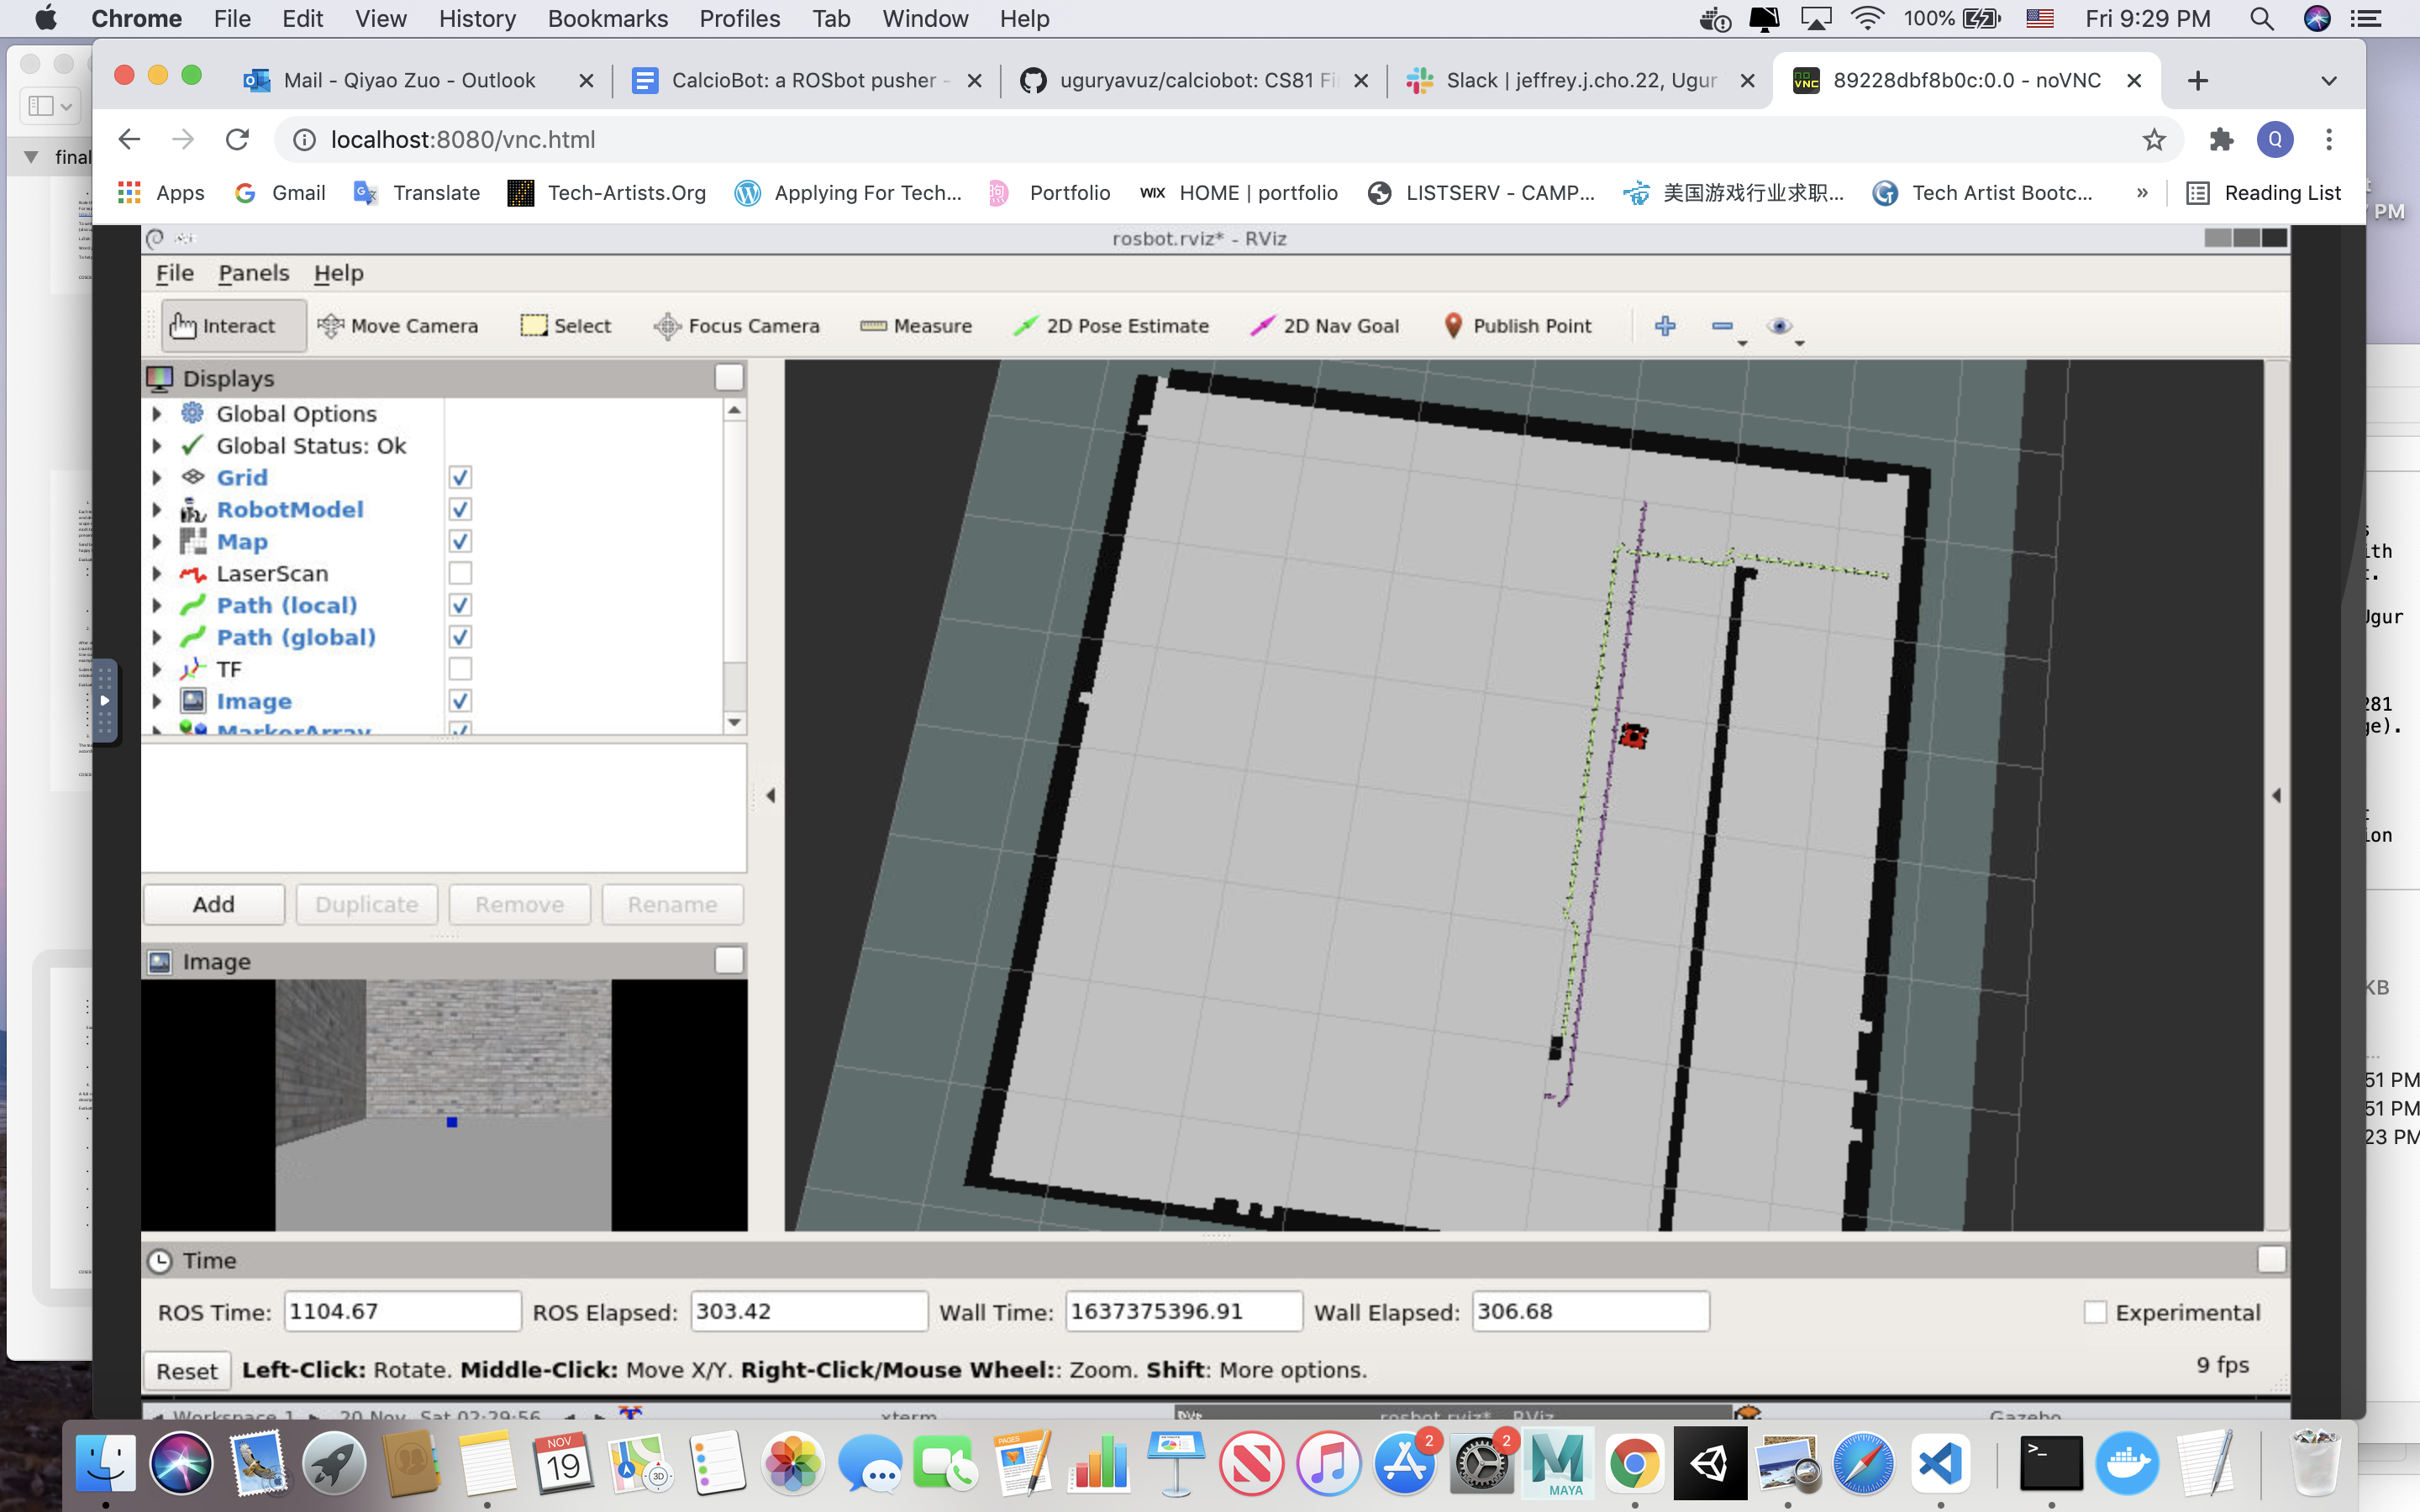 Chrome File Edit View History Bookmarks Profiles Tab Window Help 100% Fri 9:29 PM
Mail - Qiyao Zuo - Outlook CalcioBot: a ROSbot pusher - uguryavuz/calciobot: CS81 Fi Slack | jeffrey.j.cho.22, Ugur noVNC 89228dbf8b0c:0.0 - noVNC
localhost:8080/vnc.html Q
Apps Gmail Translate Tech-Artists.Org Applying For Tech... Portfolio WIX HOME | portfolio LISTSERV - CAMP... 美国游戏行业求职... Tech Artist Bootc... » Reading List
PM
final
rosbot.rviz* - RViz
File Panels Help
Interact Move Camera Select Focus Camera Measure 2D Pose Estimate 2D Nav Goal Publish Point
Displays
Global Options
Global Status: Ok
Grid
RobotModel
Map
LaserScan
Path (local)
Path (global)
TF
Image
MarkerArray
Add Duplicate Remove Rename
Image
Time
ROS Time: 1104.67 ROS Elapsed: 303.42 Wall Time: 1637375396.91 Wall Elapsed: 306.68 Experimental
Reset Left-Click: Rotate. Middle-Click: Move X/Y. Right-Click/Mouse Wheel:: Zoom. Shift: More options. 9 fps
Workspace 1 20 Nov, Sat 02:29:56 xterm rosbot.rviz* - RViz Gazebo
ith
t.
Ugur
281
ge).
ion
KB
51 PM
51 PM
23 PM
NOV
19
3D
PAGES
2
2
MAYA
>_